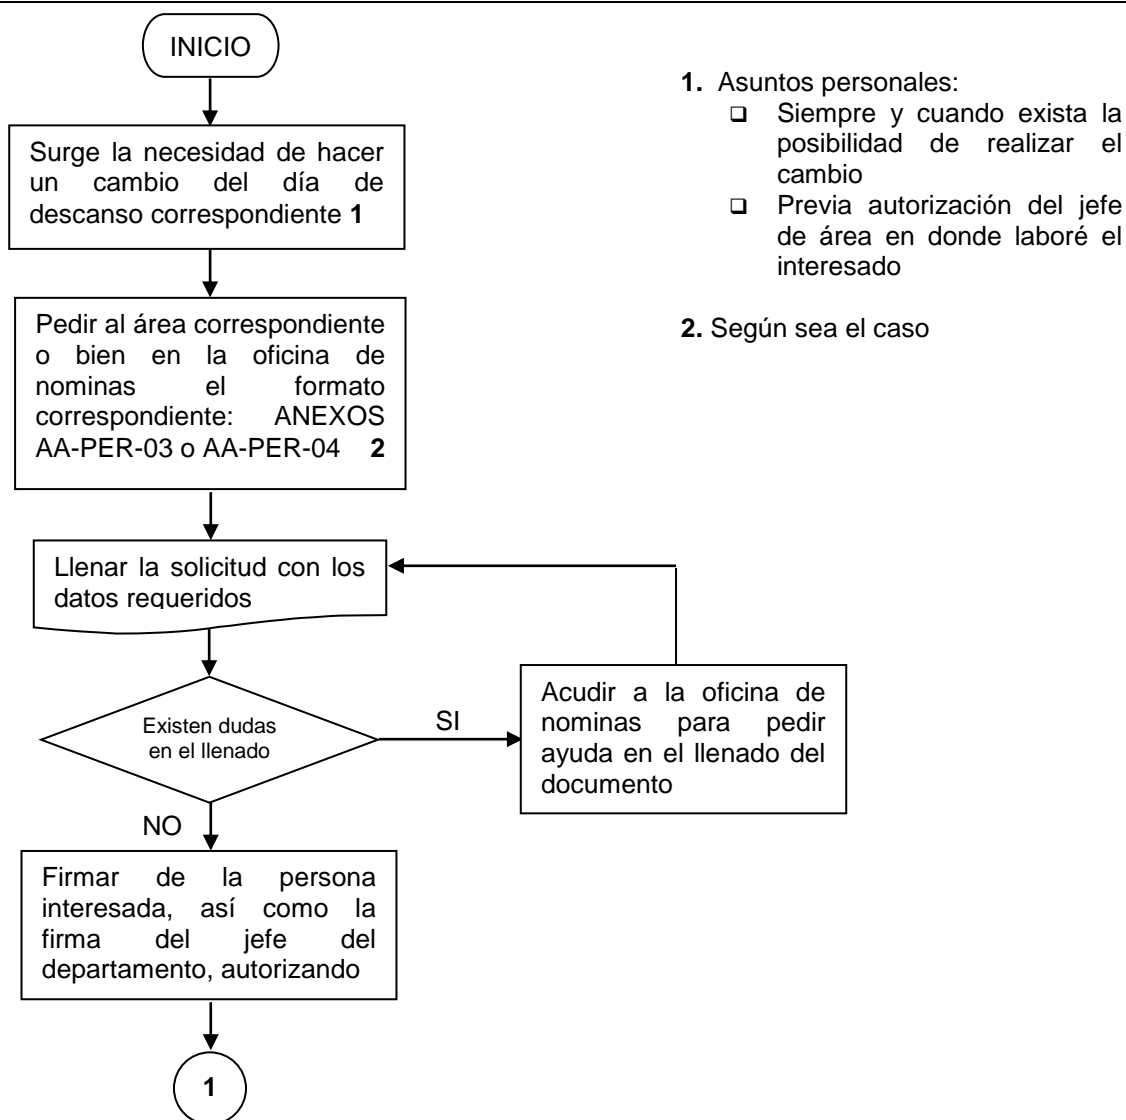 INICIO
Surge la necesidad de hacer
un cambio del día de
descanso correspondiente 1
Pedir al área correspondiente
o bien en la oficina de
nominas el formato
correspondiente: ANEXOS
AA-PER-03 o AA-PER-04 2
Llenar la solicitud con los
datos requeridos
Existen dudas
en el llenado
SI
Acudir a la oficina de
nominas para pedir
ayuda en el llenado del
documento
NO
Firmar de la persona
interesada, así como la
firma del jefe del
departamento, autorizando
1
1. Asuntos personales:
Siempre y cuando exista la
posibilidad de realizar el
cambio
Previa autorización del jefe
de área en donde laboré el
interesado
2. Según sea el caso